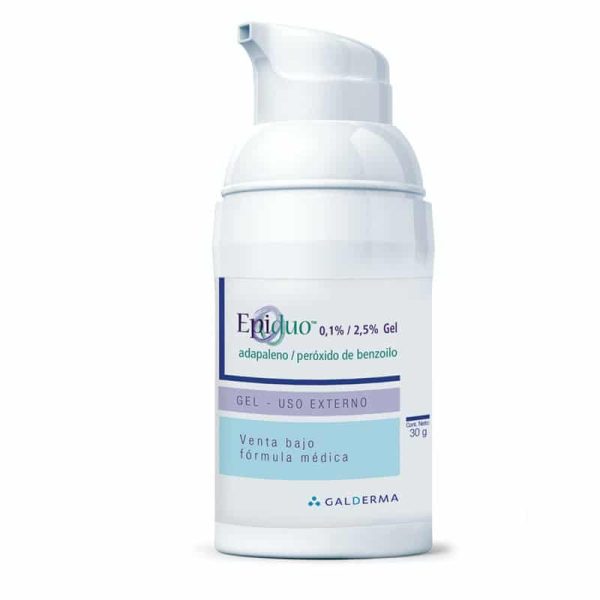 Epiduo™ 0,1% / 2,5% Gel
adapaleno / peróxido de benzoilo
GEL - USO EXTERNO
Cont. Neto
30 g
Venta bajo
fórmula médica
GALDERMA